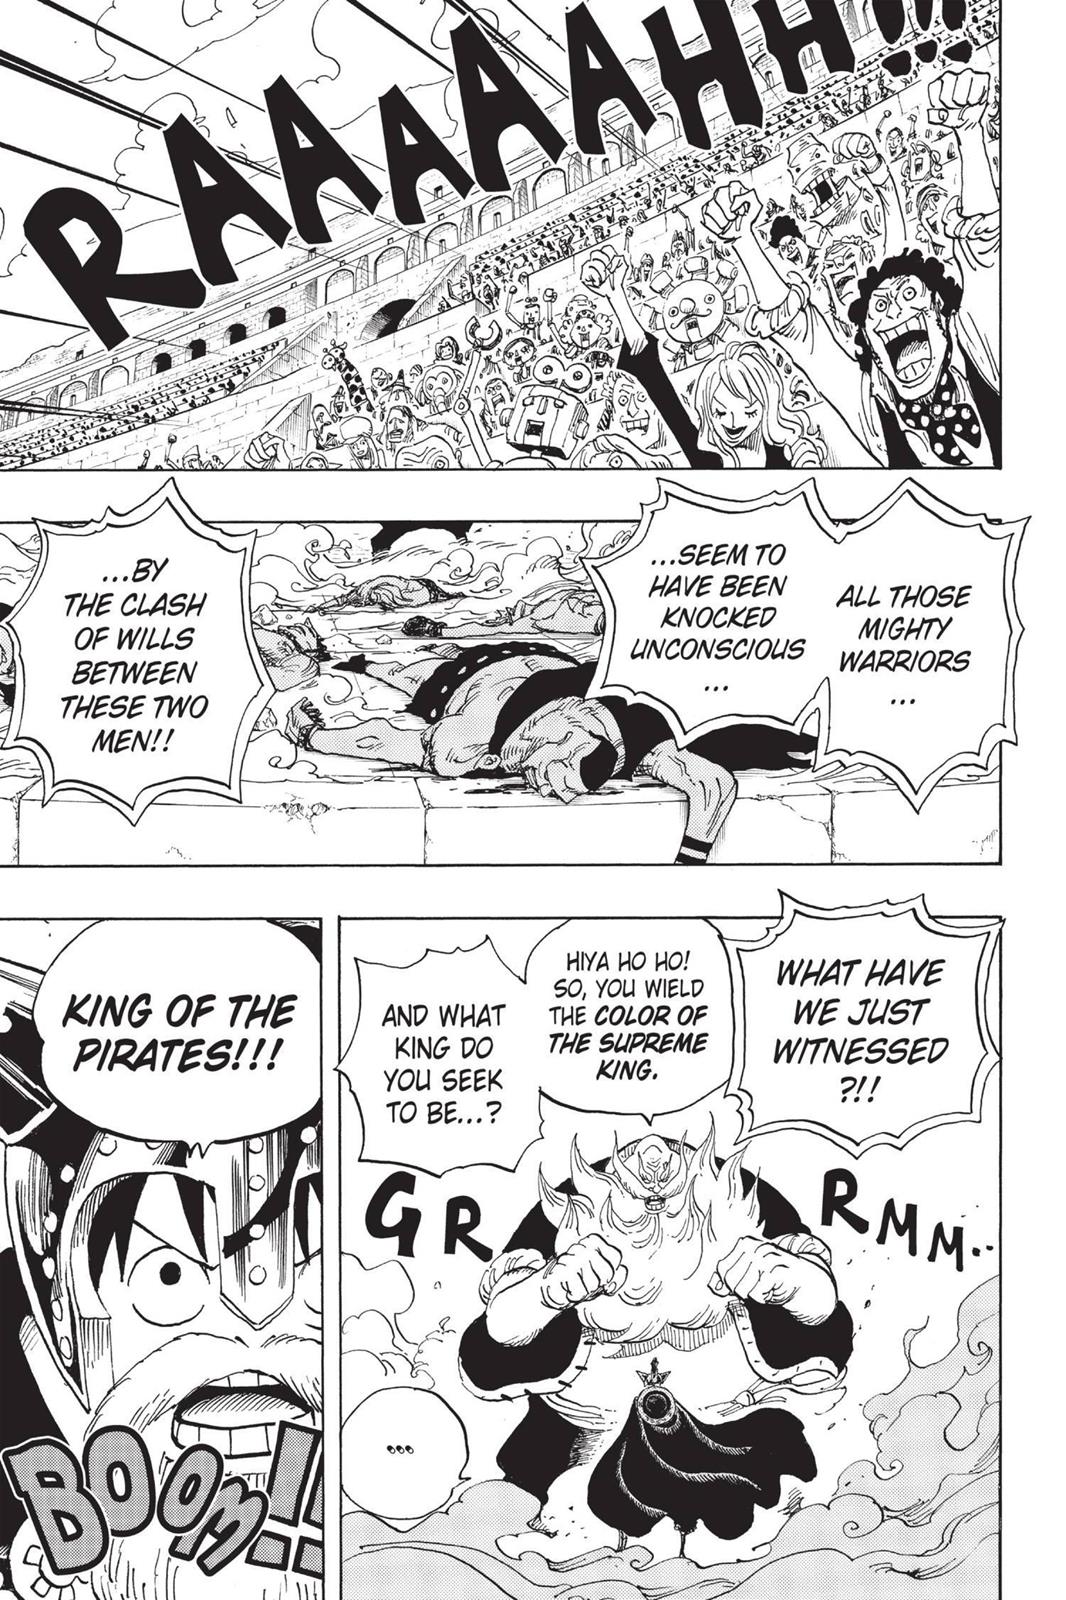 RAAAAAHH!!!
ALL THOSE
MIGHTY
WARRIORS
...
...SEEM TO
HAVE BEEN
KNOCKED
UNCONSCIOUS
...
...BY
THE CLASH
OF WILLS
BETWEEN
THESE TWO
MEN!!
WHAT HAVE
WE JUST
WITNESSED
?!!
HIYA HO HO!
SO, YOU WIELD
THE COLOR OF
THE SUPREME
KING.
AND WHAT
KING DO
YOU SEEK
TO BE...?
GRRMM...
...
KING OF THE
PIRATES!!!
BOOM!!